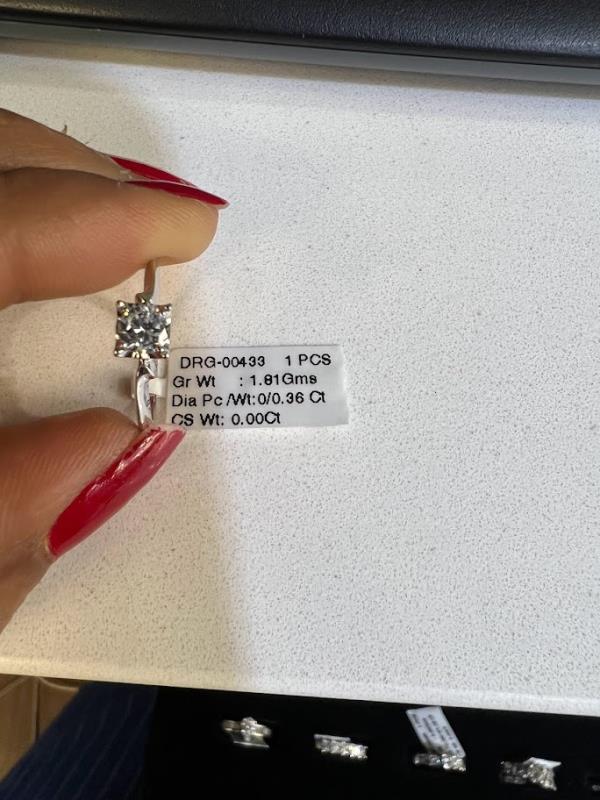 DRG-00433 1 PCS
Gr Wt : 1.81Gms
Dia Pc /Wt:0/0.36 Ct
CS Wt: 0.00Ct